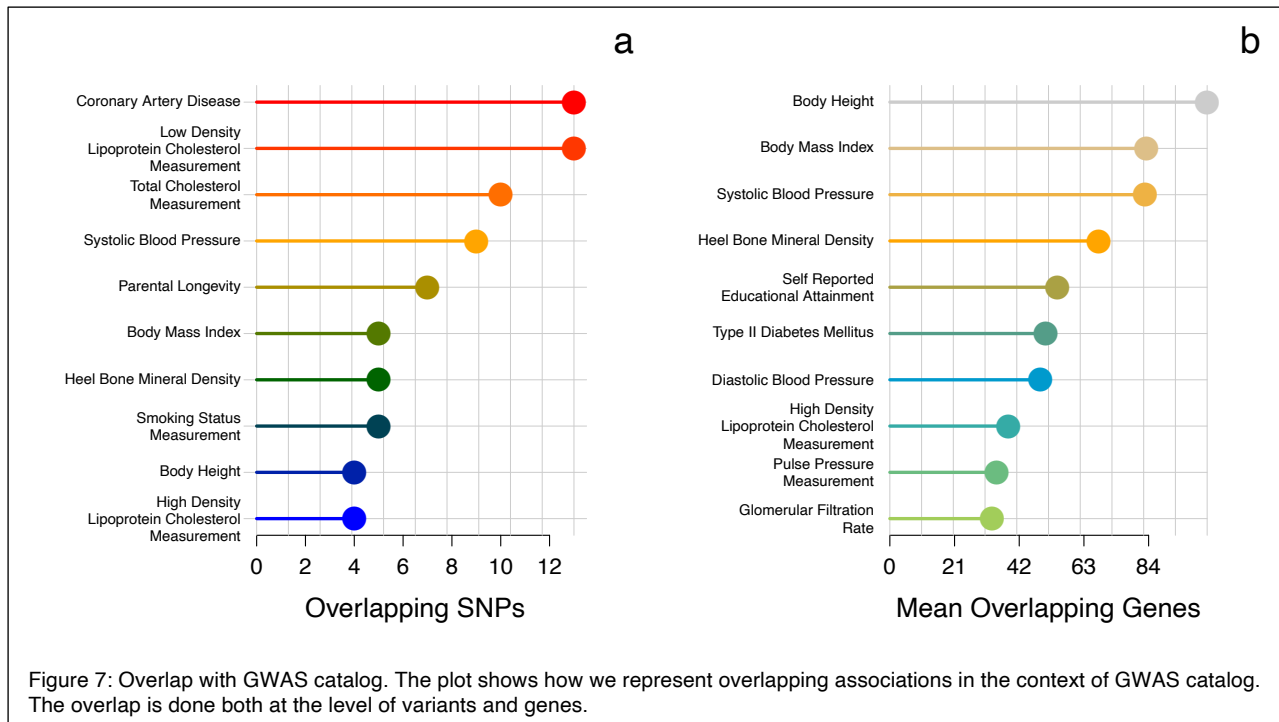 a
Coronary Artery Disease
Low Density
Lipoprotein Cholesterol
Measurement
Total Cholesterol
Measurement
Systolic Blood Pressure
Parental Longevity
Body Mass Index
Heel Bone Mineral Density
Smoking Status
Measurement
Body Height
High Density
Lipoprotein Cholesterol
Measurement
0 2 4 6 8 10 12
Overlapping SNPs
b
Body Height
Body Mass Index
Systolic Blood Pressure
Heel Bone Mineral Density
Self Reported
Educational Attainment
Type II Diabetes Mellitus
Diastolic Blood Pressure
High Density
Lipoprotein Cholesterol
Measurement
Pulse Pressure
Measurement
Glomerular Filtration
Rate
0 21 42 63 84
Mean Overlapping Genes
Figure 7: Overlap with GWAS catalog. The plot shows how we represent overlapping associations in the context of GWAS catalog.
The overlap is done both at the level of variants and genes.